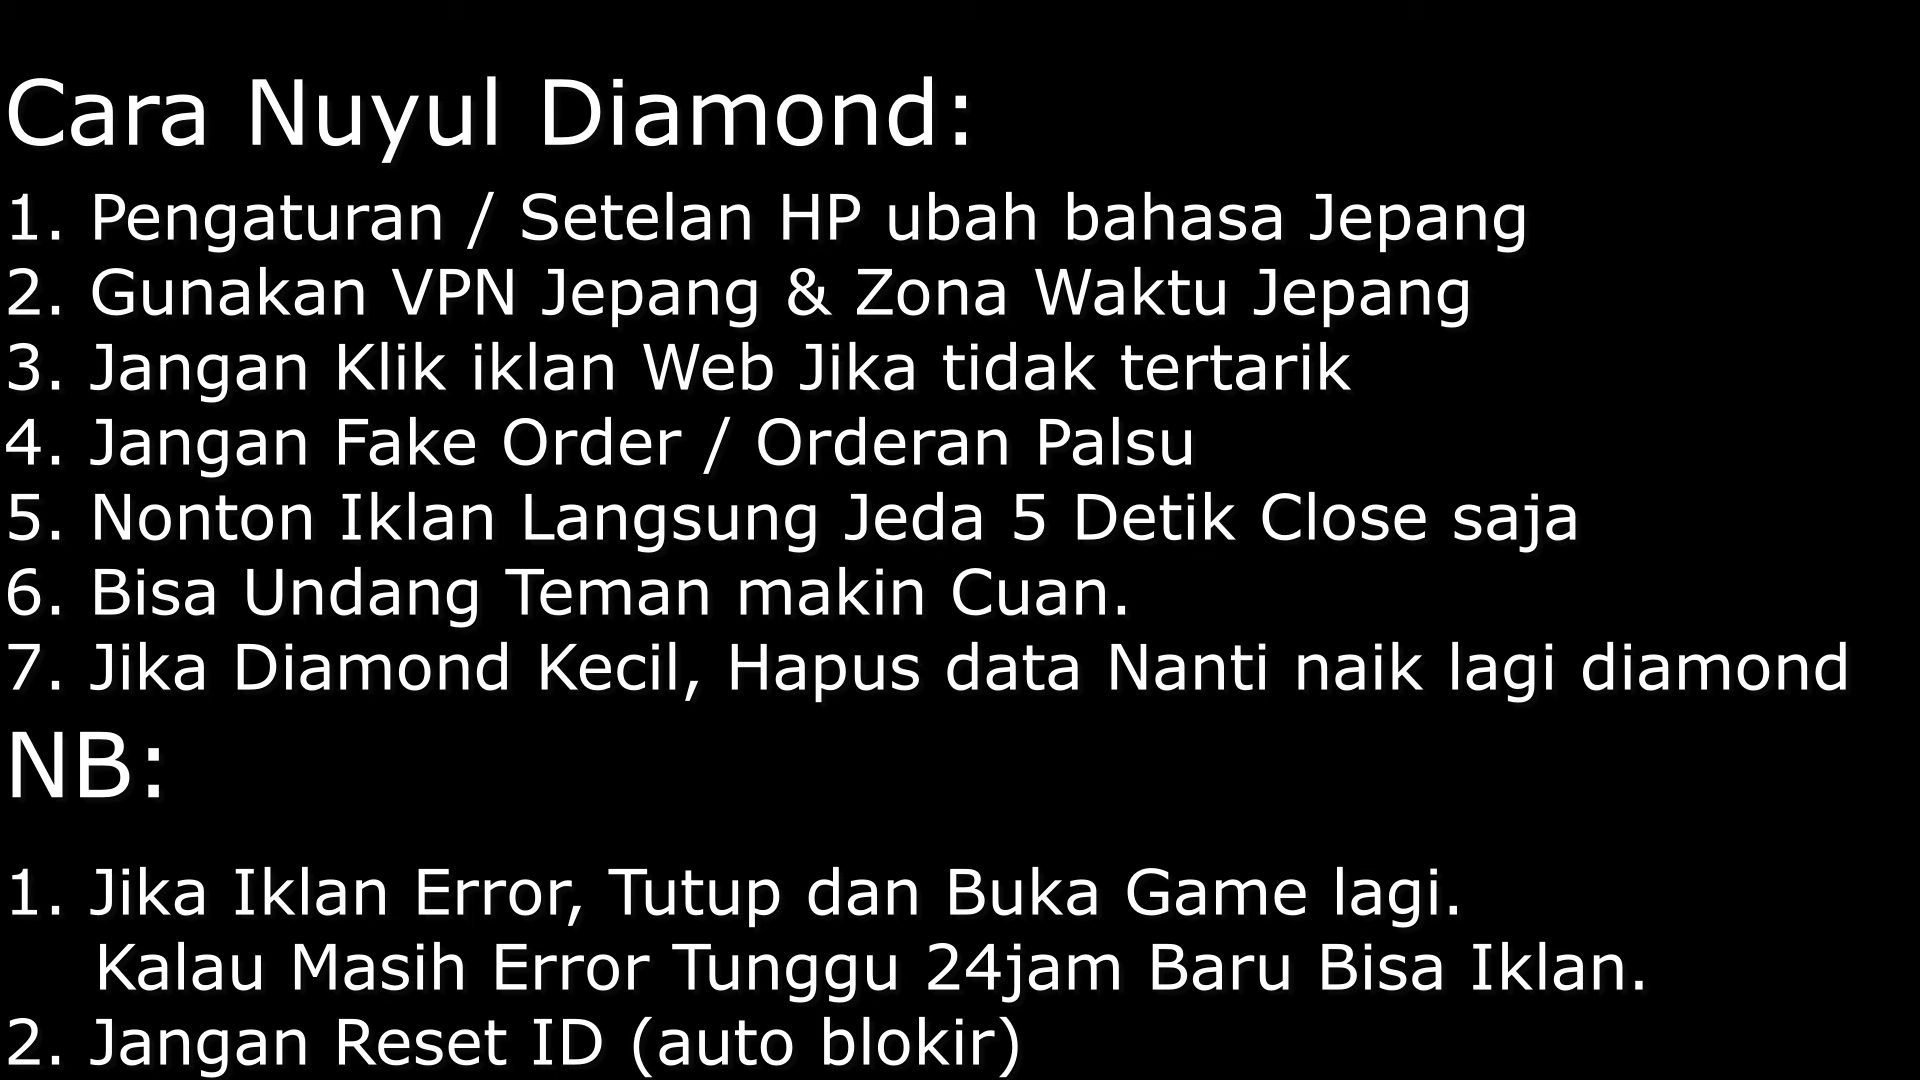 Cara Nuyul Diamond:
1. Pengaturan / Setelan HP ubah bahasa Jepang
2. Gunakan VPN Jepang & Zona Waktu Jepang
3. Jangan Klik iklan Web Jika tidak tertarik
4. Jangan Fake Order / Orderan Palsu
5. Nonton Iklan Langsung Jeda 5 Detik Close saja
6. Bisa Undang Teman makin Cuan.
7. Jika Diamond Kecil, Hapus data Nanti naik lagi diamond
NB:
1. Jika Iklan Error, Tutup dan Buka Game lagi.
Kalau Masih Error Tunggu 24jam Baru Bisa Iklan.
2. Jangan Reset ID (auto blokir)